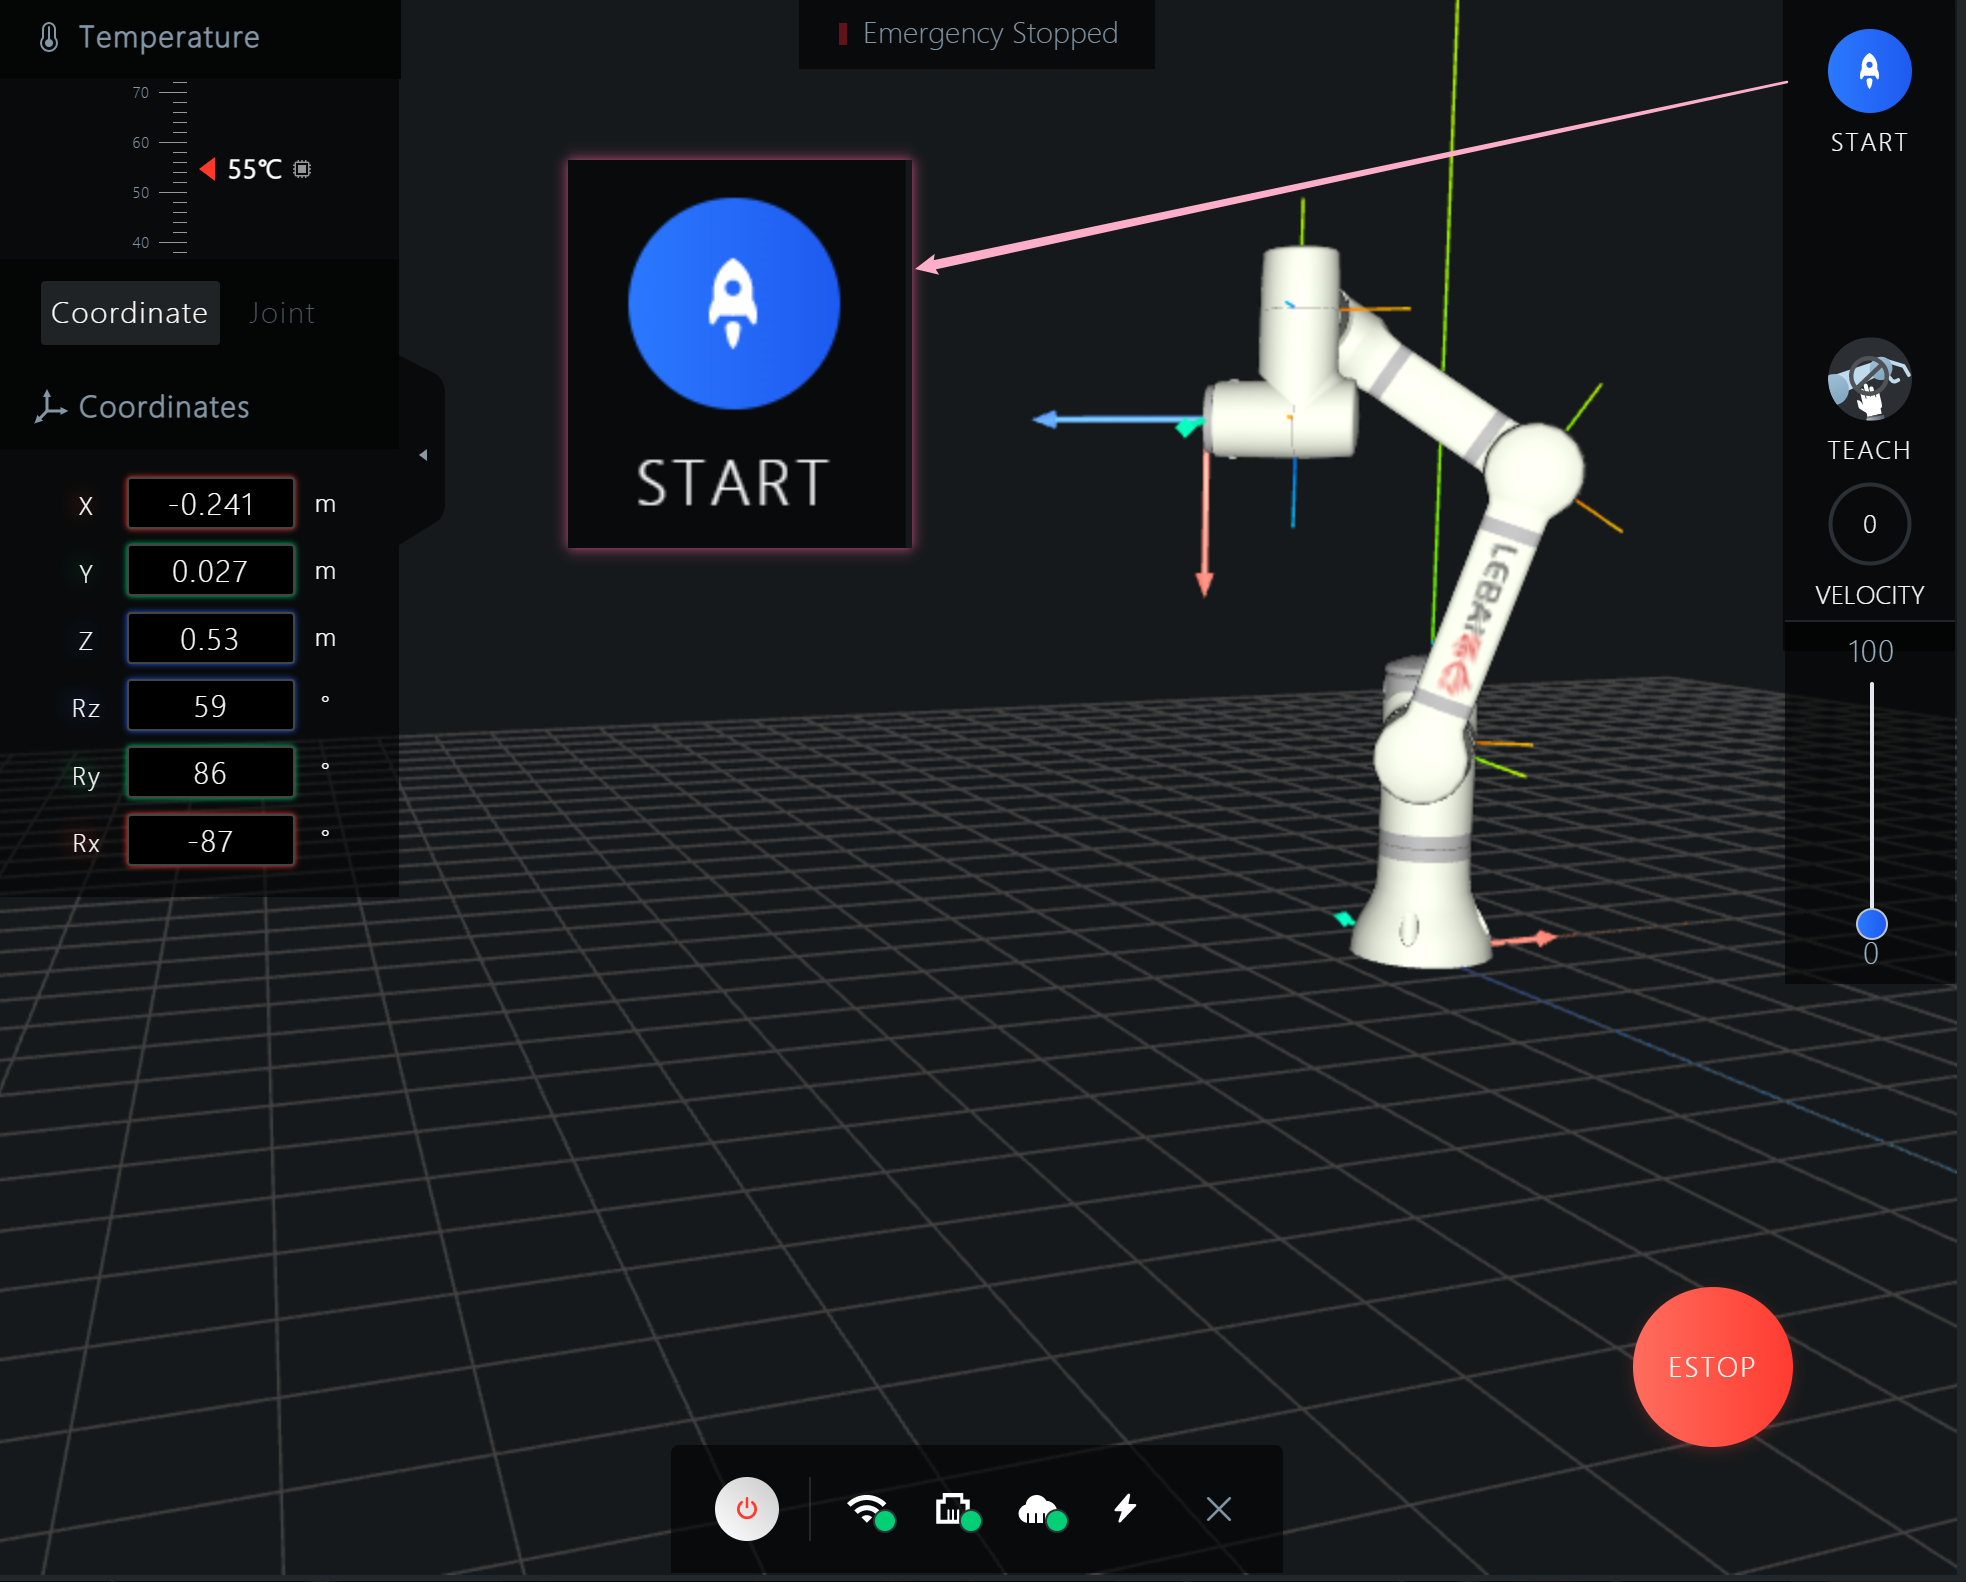 Temperature
Emergency Stopped
START
70
60
55℃
50
40
START
Coordinate
Joint
Coordinates
TEACH
X
-0.241
m
Y
0.027
m
Z
0.53
m
Rz
59
°
Ry
86
°
Rx
-87
°
0
VELOCITY
100
0
LEBAI
ESTOP